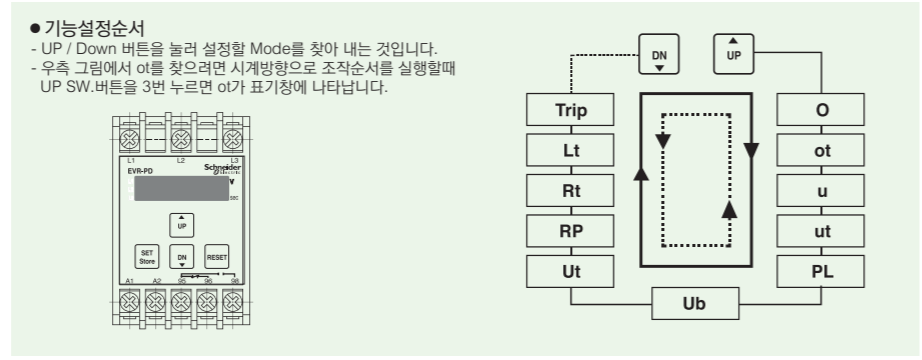 ● 기능설정순서
- UP / Down 버튼을 눌러 설정할 Mode를 찾아 내는 것입니다.
- 우측 그림에서 ot를 찾으려면 시계방향으로 조작순서를 실행할때
UP SW.버튼을 3번 누르면 ot가 표기창에 나타납니다.
L1 L2 L3
EVR-PD
Schneider
Electric
V
sec
UP
SET
Store
DN
RESET
A1 A2 95 96 98
DN
UP
Trip
Lt
Rt
RP
Ut
Ub
O
ot
u
ut
PL